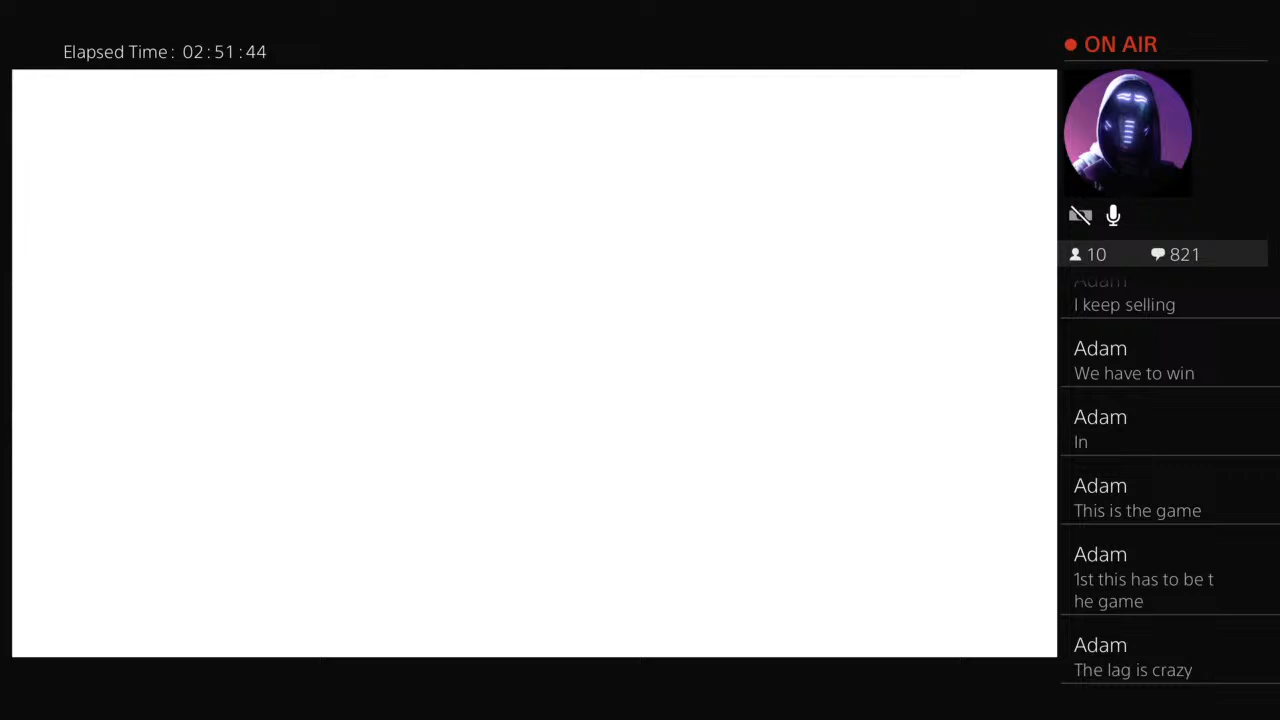 Elapsed Time: 02:51:44
ON AIR
10 821
Adam
I keep selling
Adam
We have to win
Adam
In
Adam
This is the game
Adam
1st this has to be t
he game
Adam
The lag is crazy